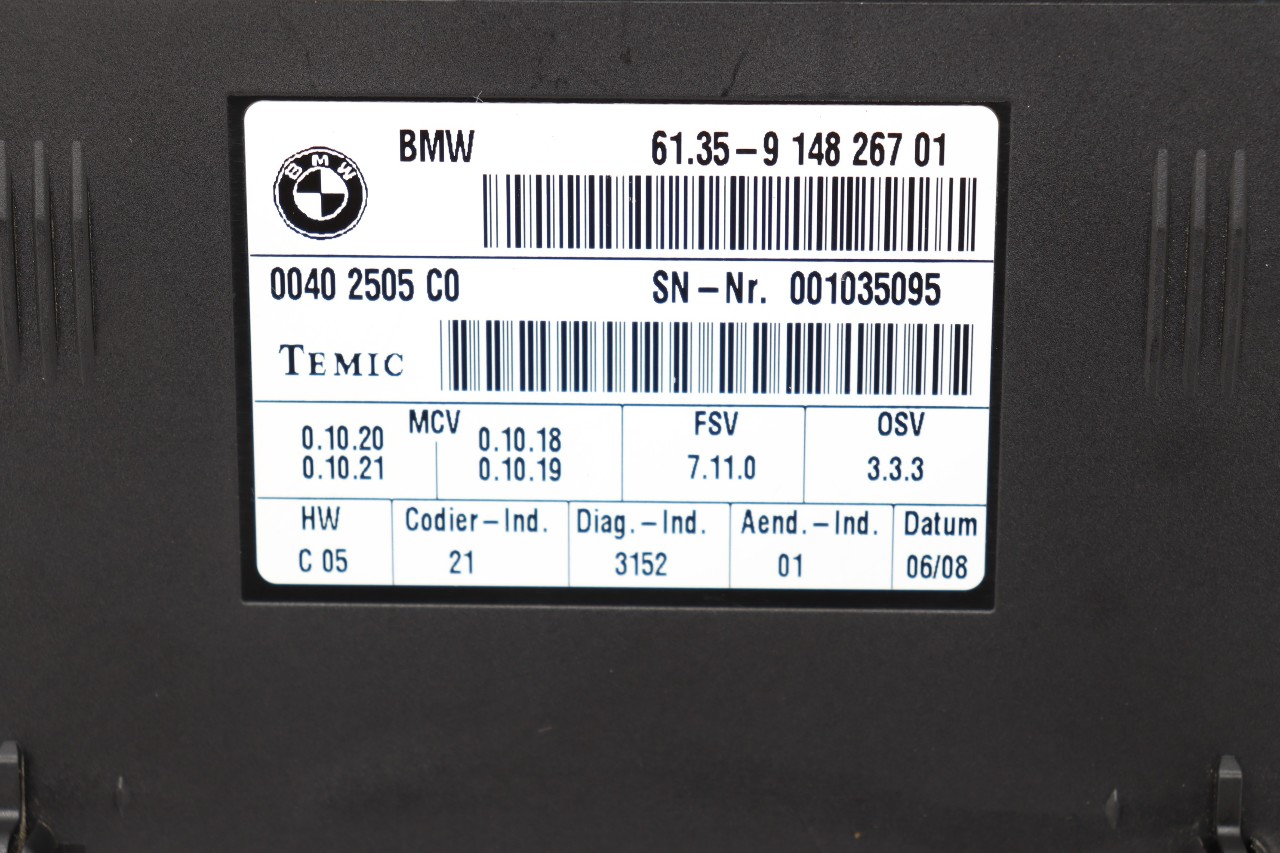 BMW 61.35-9 148 267 01
BMW
0040 2505 C0 SN-Nr. 001035095
TEMIC
MCV FSV OSV
0.10.20 0.10.18
0.10.21 0.10.19 7.11.0 3.3.3
HW Codier-Ind. Diag.-Ind. Aend.-Ind. Datum
C 05 21 3152 01 06/08